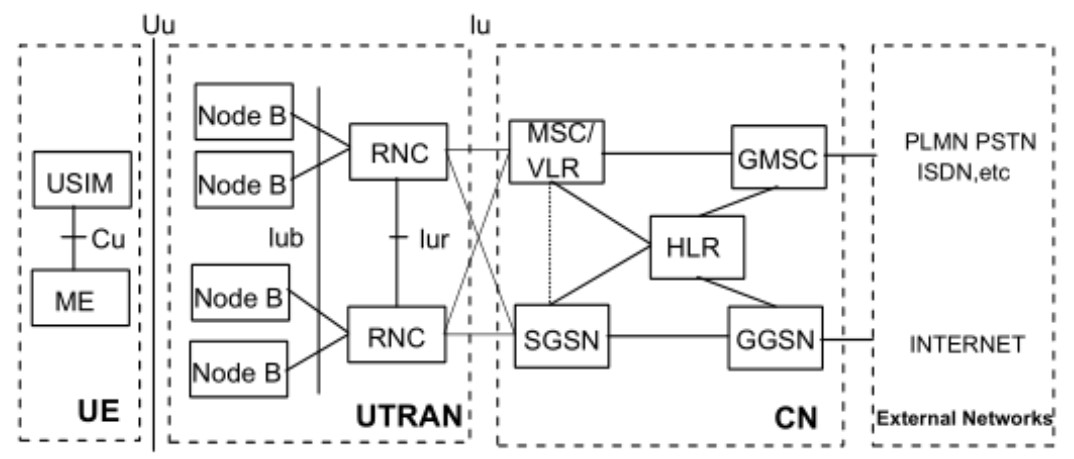 Uu
Iu
USIM
Cu
ME
UE
Node B
Node B
RNC
Iub
Iur
Node B
Node B
RNC
UTRAN
MSC/
VLR
GMSC
HLR
SGSN
GGSN
CN
PLMN PSTN
ISDN,etc
INTERNET
External Networks